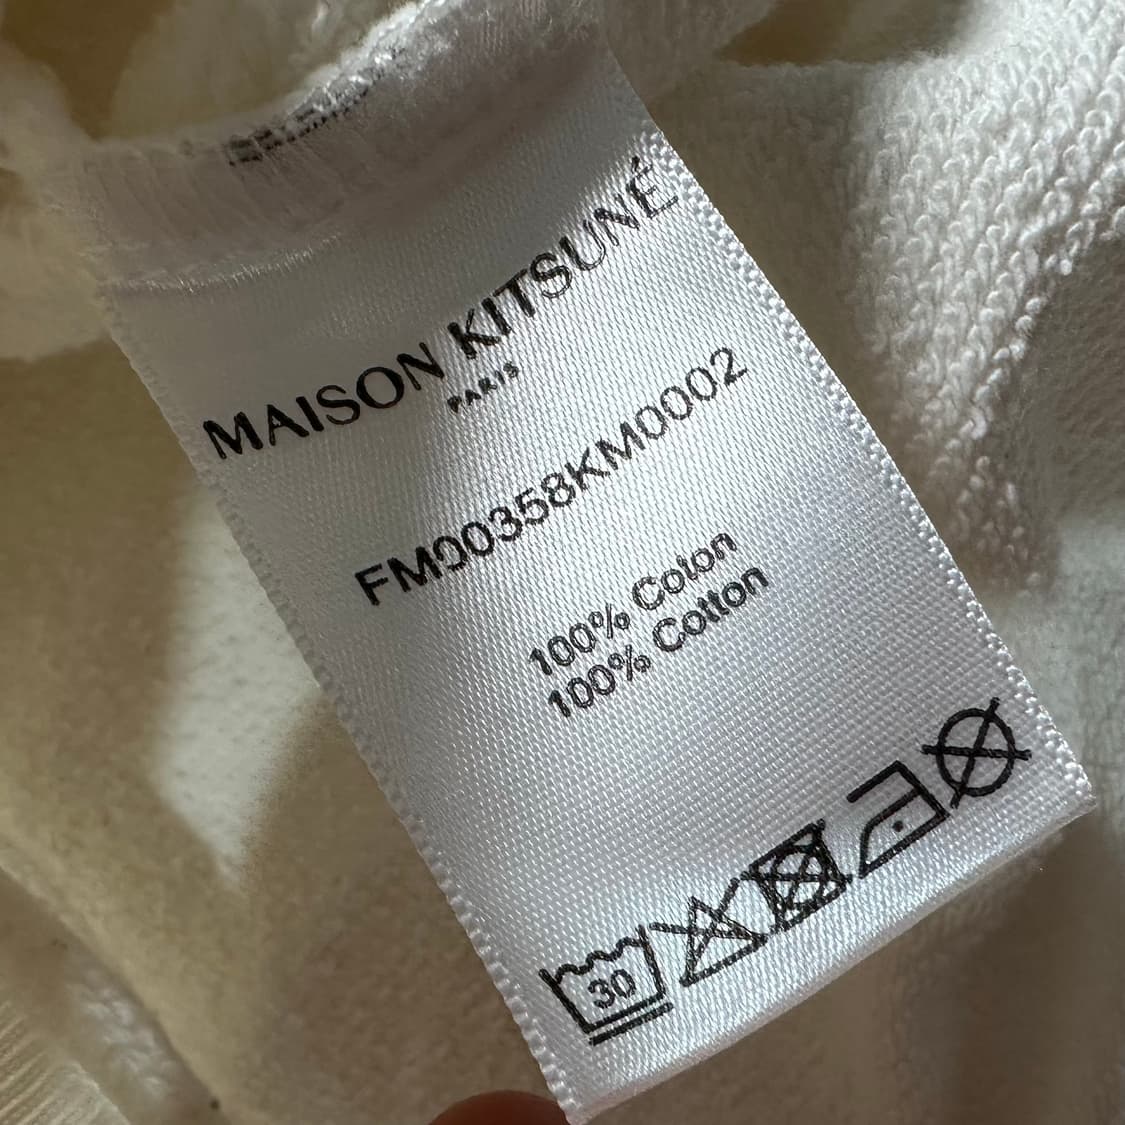 MAISON KITSUNÉ
PARIS
FM00358KM0002
100% Coton
100% Cotton
30